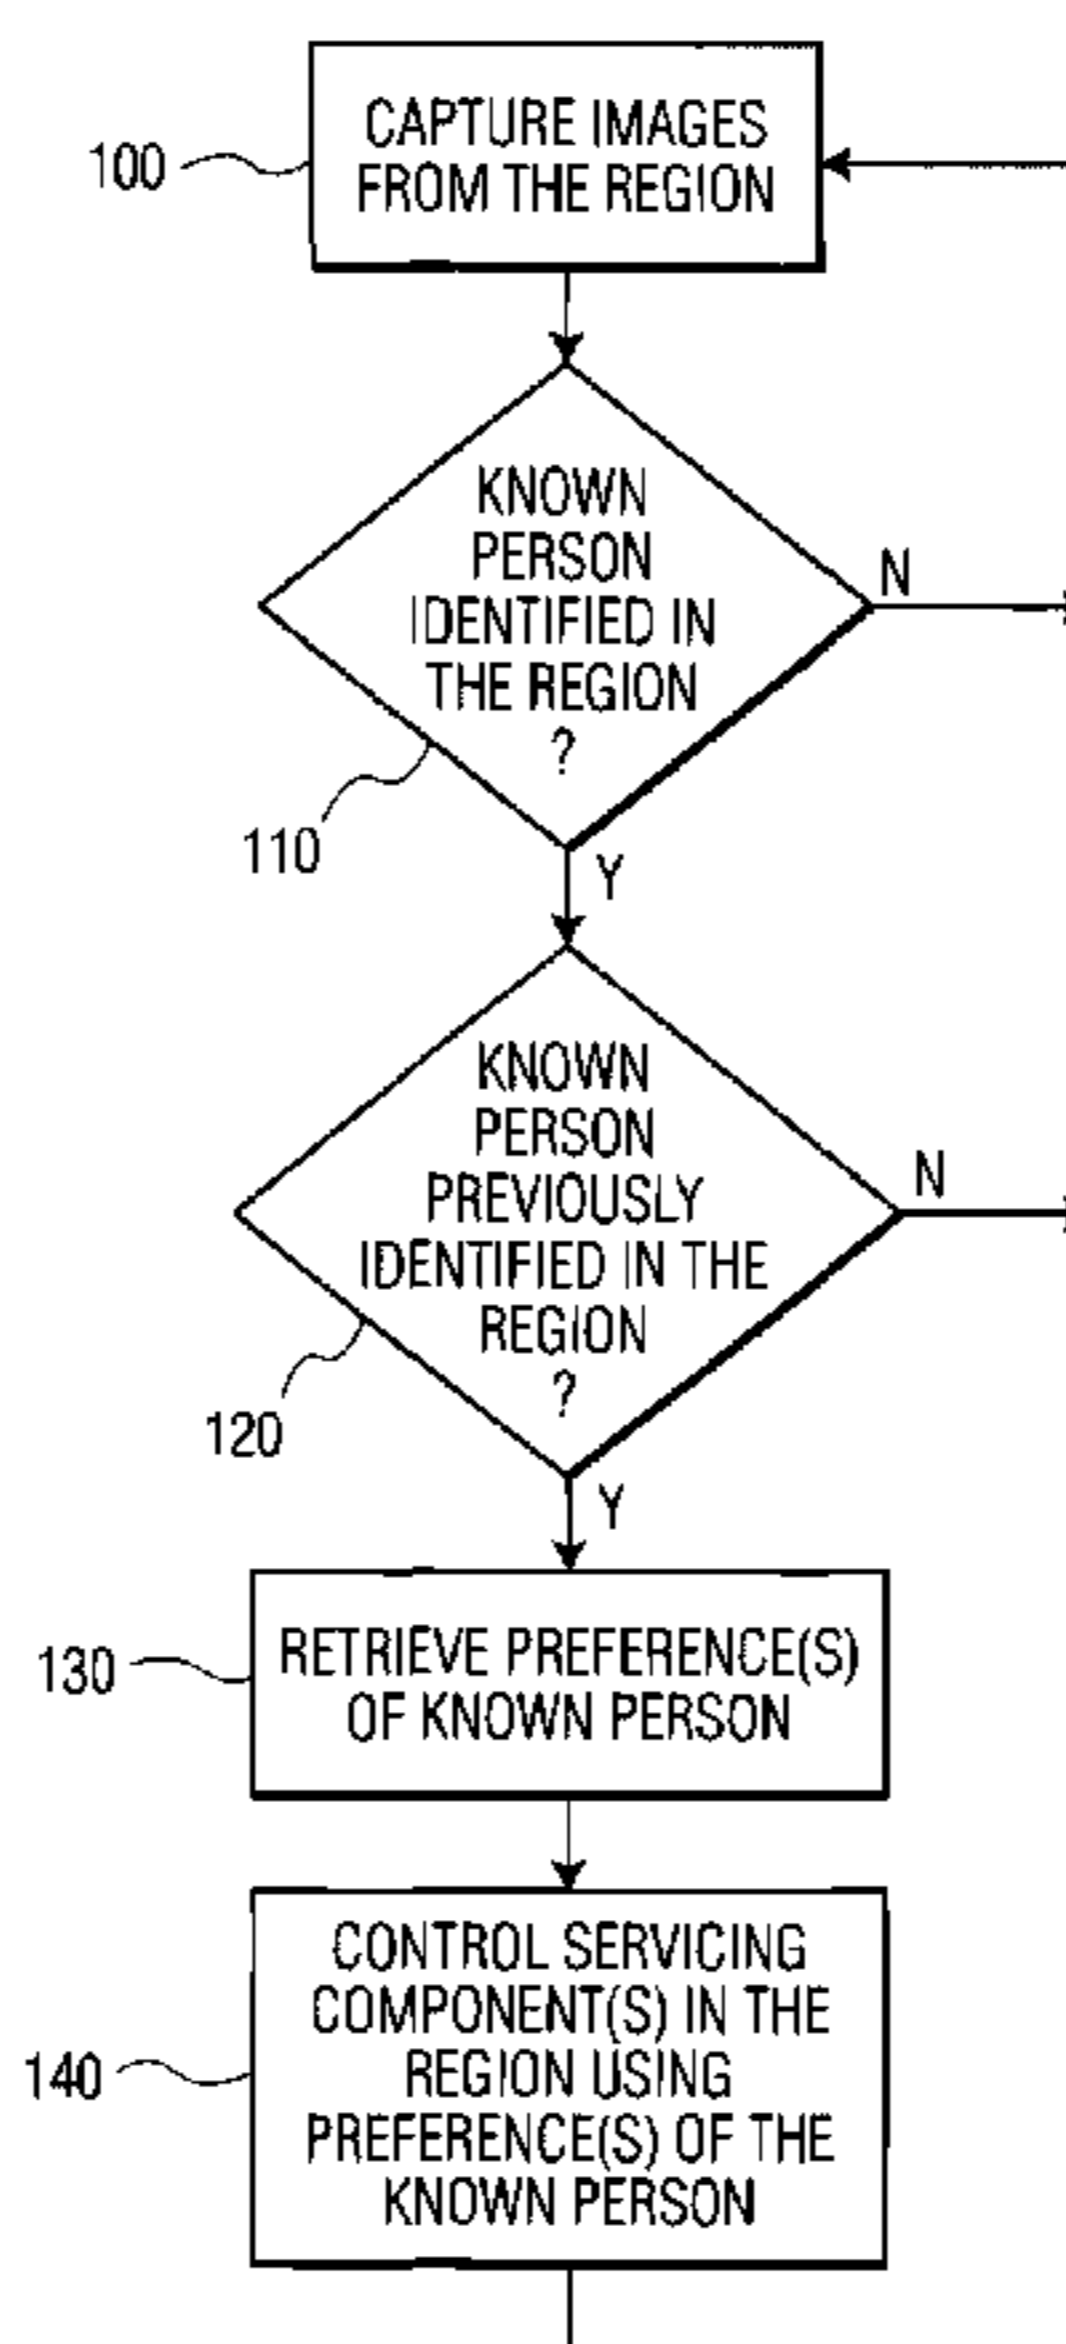 CAPTURE IMAGES
FROM THE REGION
100
KNOWN
PERSON
IDENTIFIED IN
THE REGION
?
N
110
Y
KNOWN
PERSON
PREVIOUSLY
IDENTIFIED IN THE
REGION
?
N
120
Y
RETRIEVE PREFERENCE(S)
OF KNOWN PERSON
130
CONTROL SERVICING
COMPONENT(S) IN THE
REGION USING
PREFERENCE(S) OF THE
KNOWN PERSON
140